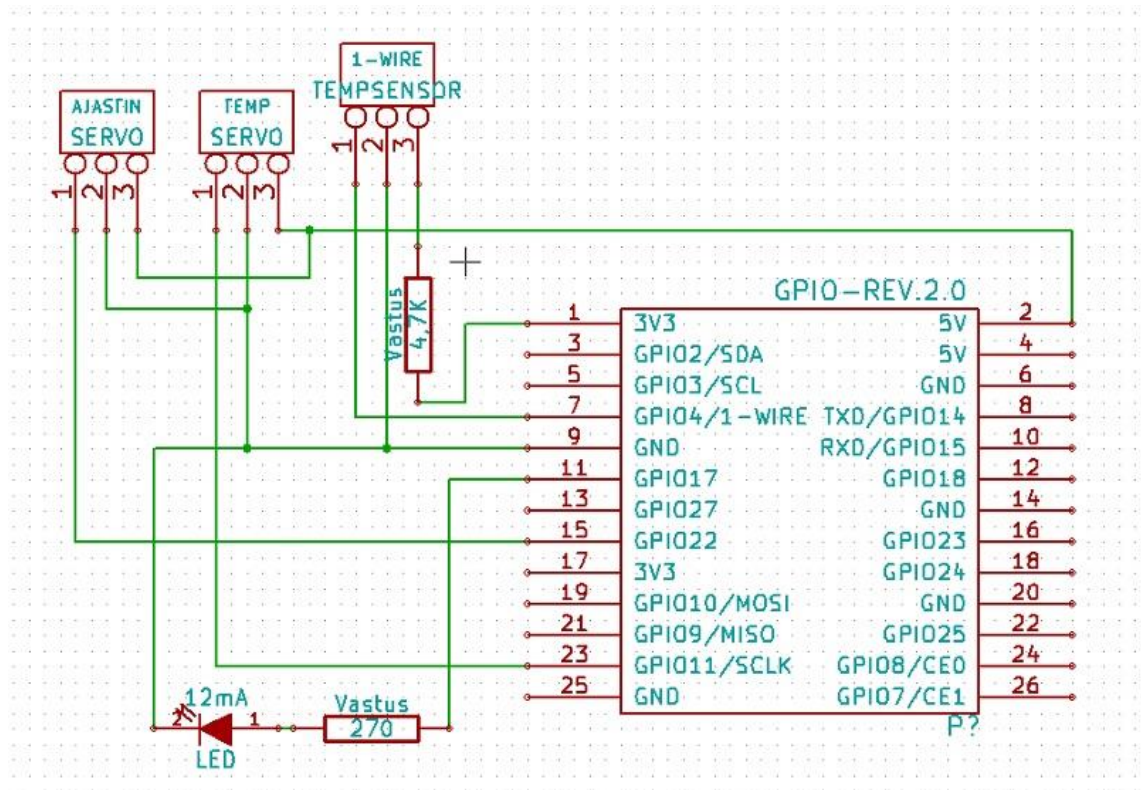 1-WIRE
TEMPSENSOR
1 2 3
AJASTIN
SERVO
1 2 3
TEMP
SERVO
1 2 3
Vastus
4,7K
GPIO-REV.2.0
1 3V3 5V 2
3 GPIO2/SDA 5V 4
5 GPIO3/SCL GND 6
7 GPIO4/1-WIRE TXD/GPIO14 8
9 GND RXD/GPIO15 10
11 GPIO17 GPIO18 12
13 GPIO27 GND 14
15 GPIO22 GPIO23 16
17 3V3 GPIO24 18
19 GPIO10/MOSI GND 20
21 GPIO9/MISO GPIO25 22
23 GPIO11/SCLK GPIO8/CE0 24
25 GND GPIO7/CE1 26
P?
12mA
2 1
LED
Vastus
270